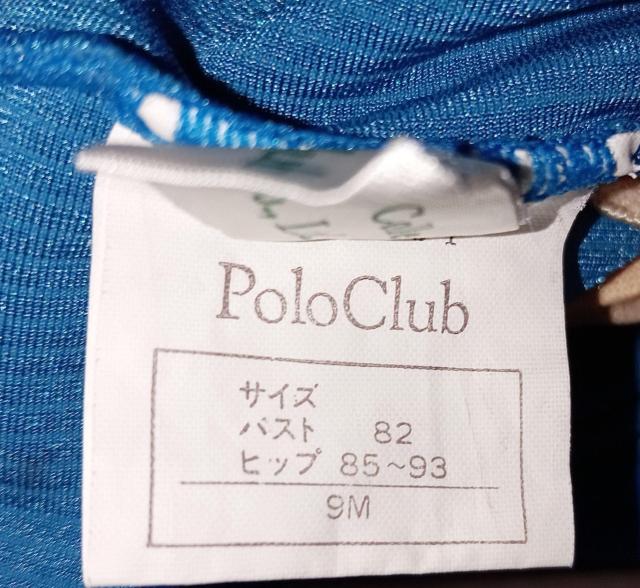 PoloClub
サイズ
バスト 82
ヒップ 85～93
9M